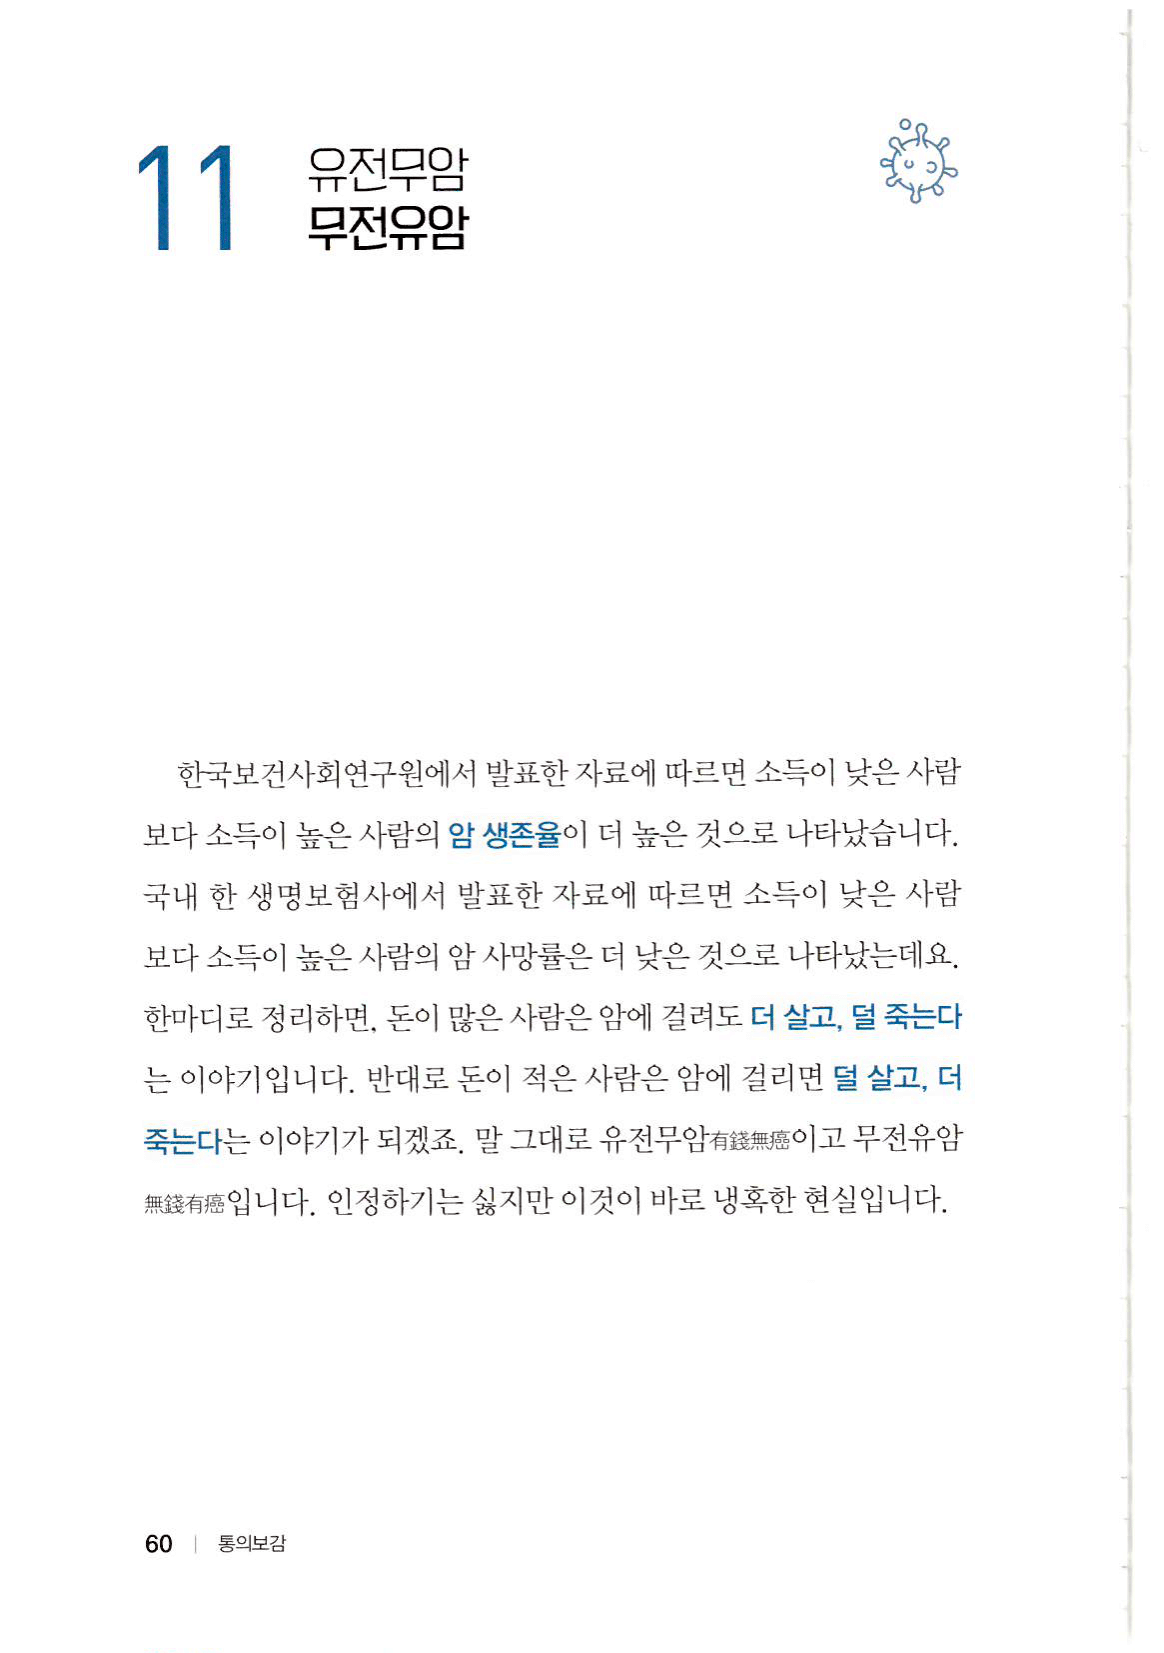 11
유전무암
무전유암
한국보건사회연구원에서 발표한 자료에 따르면 소득이 낮은 사람
보다 소득이 높은 사람의 암 생존율이 더 높은 것으로 나타났습니다.
국내 한 생명보험사에서 발표한 자료에 따르면 소득이 낮은 사람
보다 소득이 높은 사람의 암 사망률은 더 낮은 것으로 나타났는데요.
한마디로 정리하면, 돈이 많은 사람은 암에 걸려도 더 살고, 덜 죽는다
는 이야기입니다. 반대로 돈이 적은 사람은 암에 걸리면 덜 살고, 더
죽는다는 이야기가 되겠죠. 말 그대로 유전무암有錢無癌이고 무전유암
無錢有癌입니다. 인정하기는 싫지만 이것이 바로 냉혹한 현실입니다.
60 | 통의보감